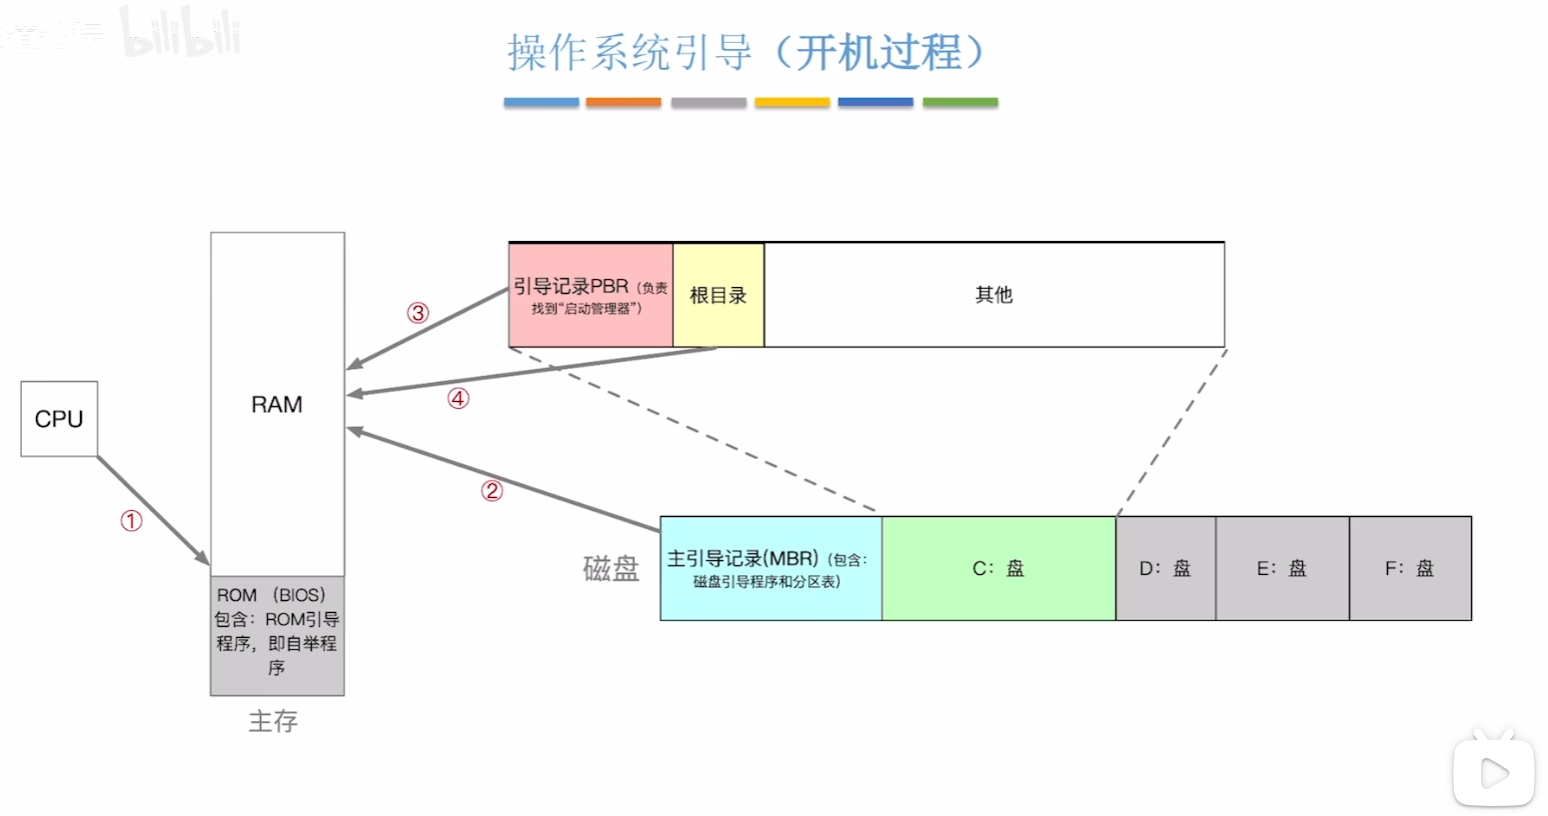 bilibili
操作系统引导（开机过程）
引导记录PBR（负责
找到“启动管理器”）
根目录
其他
③
④
CPU
RAM
①
②
磁盘
主引导记录(MBR)（包含：
磁盘引导程序和分区表）
C：盘
D：盘
E：盘
F：盘
ROM （BIOS）
包含：ROM引导
程序，即自举程
序
主存